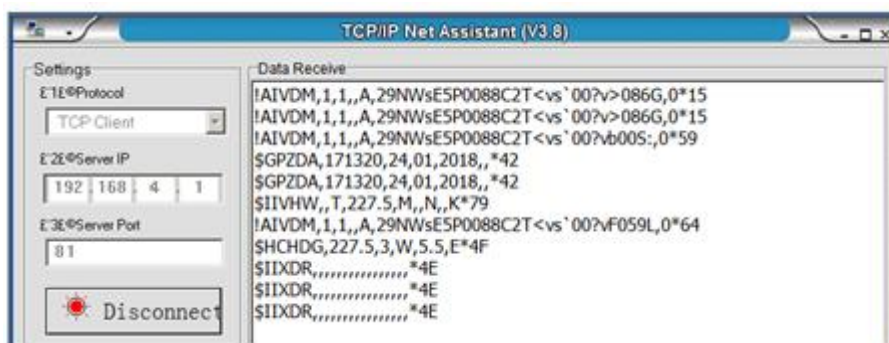 TCP/IP Net Assistant (V3.8)
Settings
£¨1£©Protocol
TCP Client
£¨2£©Server IP
192 . 168 . 4 . 1
£¨3£©Server Port
81
Disconnect
Data Receive
!AIVDM,1,1,,A,29NWsE5P0088C2T<vs`00?v>086G,0*15
!AIVDM,1,1,,A,29NWsE5P0088C2T<vs`00?v>086G,0*15
!AIVDM,1,1,,A,29NWsE5P0088C2T<vs`00?vb00S:,0*59
$GPZDA,171320,24,01,2018,,*42
$GPZDA,171320,24,01,2018,,*42
$IIVHW,,T,227.5,M,,N,,K*79
!AIVDM,1,1,,A,29NWsE5P0088C2T<vs`00?vF059L,0*64
$HCHDG,227.5,3,W,5.5,E*4F
$IIXDR,,,,,,,,,,,,,,,,*4E
$IIXDR,,,,,,,,,,,,,,,,*4E
$IIXDR,,,,,,,,,,,,,,,,*4E